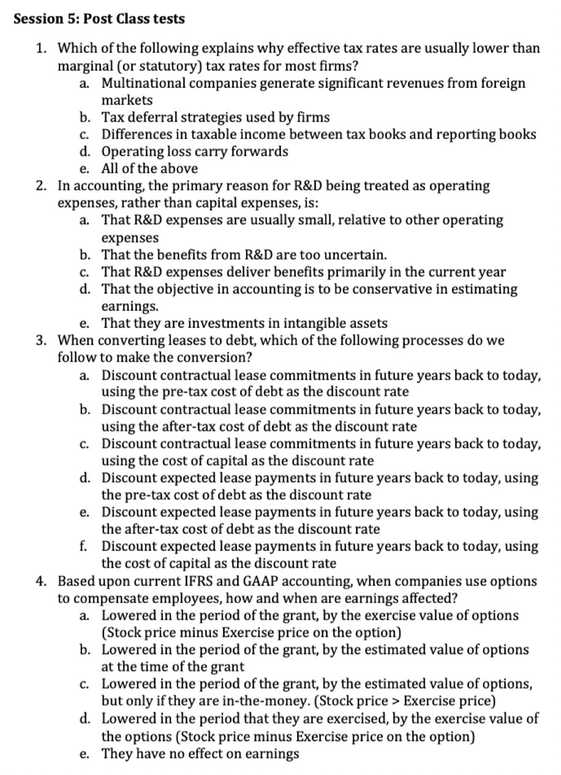 Session 5: Post Class tests
1. Which of the following explains why effective tax rates are usually lower than
marginal (or statutory) tax rates for most firms?
a. Multinational companies generate significant revenues from foreign
markets
b. Tax deferral strategies used by firms
c. Differences in taxable income between tax books and reporting books
d. Operating loss carry forwards
e. All of the above
2. In accounting, the primary reason for R&D being treated as operating
expenses, rather than capital expenses, is:
a. That R&D expenses are usually small, relative to other operating
expenses
b. That the benefits from R&D are too uncertain.
c. That R&D expenses deliver benefits primarily in the current year
d. That the objective in accounting is to be conservative in estimating
earnings.
e. That they are investments in intangible assets
3. When converting leases to debt, which of the following processes do we
follow to make the conversion?
a. Discount contractual lease commitments in future years back to today,
using the pre-tax cost of debt as the discount rate
b. Discount contractual lease commitments in future years back to today,
using the after-tax cost of debt as the discount rate
c. Discount contractual lease commitments in future years back to today,
using the cost of capital as the discount rate
d. Discount expected lease payments in future years back to today, using
the pre-tax cost of debt as the discount rate
e. Discount expected lease payments in future years back to today, using
the after-tax cost of debt as the discount rate
f. Discount expected lease payments in future years back to today, using
the cost of capital as the discount rate
4. Based upon current IFRS and GAAP accounting, when companies use options
to compensate employees, how and when are earnings affected?
a. Lowered in the period of the grant, by the exercise value of options
(Stock price minus Exercise price on the option)
b. Lowered in the period of the grant, by the estimated value of options
at the time of the grant
c. Lowered in the period of the grant, by the estimated value of options,
but only if they are in-the-money. (Stock price > Exercise price)
d. Lowered in the period that they are exercised, by the exercise value of
the options (Stock price minus Exercise price on the option)
e. They have no effect on earnings